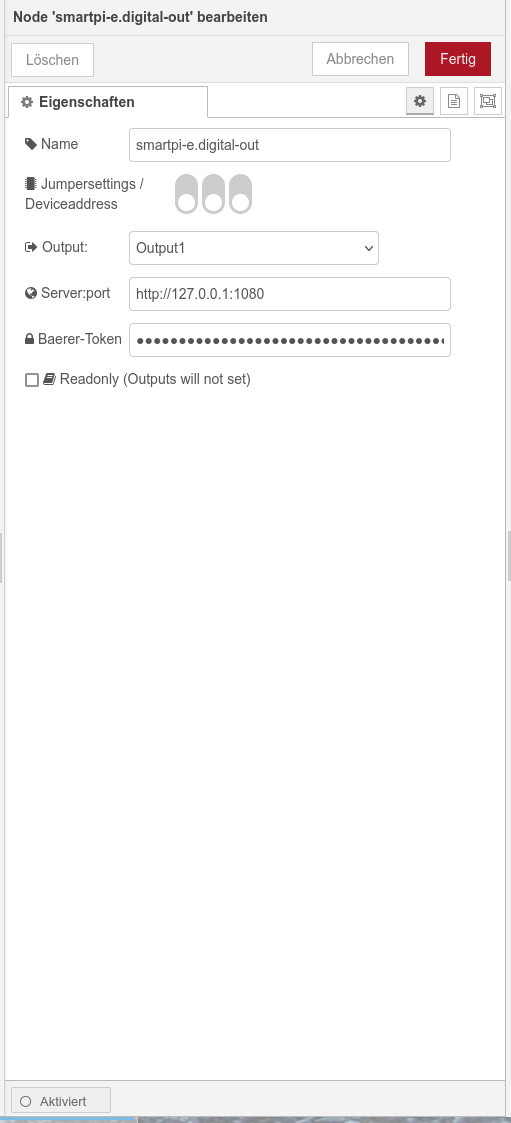 Node 'smartpi-e.digital-out' bearbeiten
Löschen
Abbrechen
Fertig
Eigenschaften
Name
smartpi-e.digital-out
Jumpersettings /
Deviceaddress
Output:
Output1
Server:port
http://127.0.0.1:1080
Baerer-Token
Readonly (Outputs will not set)
Aktiviert